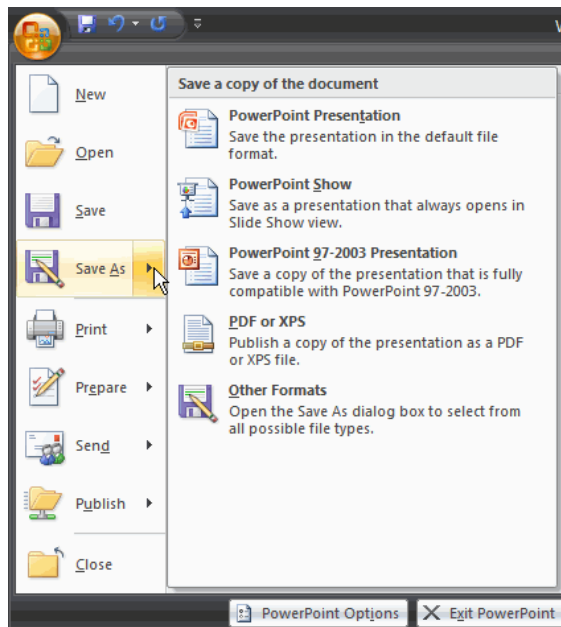 New
Open
Save
Save As
Print
Prepare
Send
Publish
Close
Save a copy of the document
PowerPoint Presentation
Save the presentation in the default file
format.
PowerPoint Show
Save as a presentation that always opens in
Slide Show view.
PowerPoint 97-2003 Presentation
Save a copy of the presentation that is fully
compatible with PowerPoint 97-2003.
PDF or XPS
Publish a copy of the presentation as a PDF
or XPS file.
Other Formats
Open the Save As dialog box to select from
all possible file types.
PowerPoint Options
Exit PowerPoint